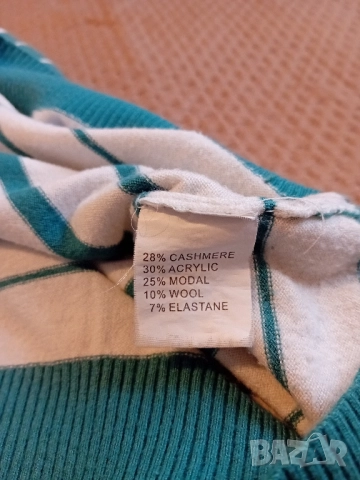 28% CASHMERE
30% ACRYLIC
25% MODAL
10% WOOL
7% ELASTANE
BAZAR